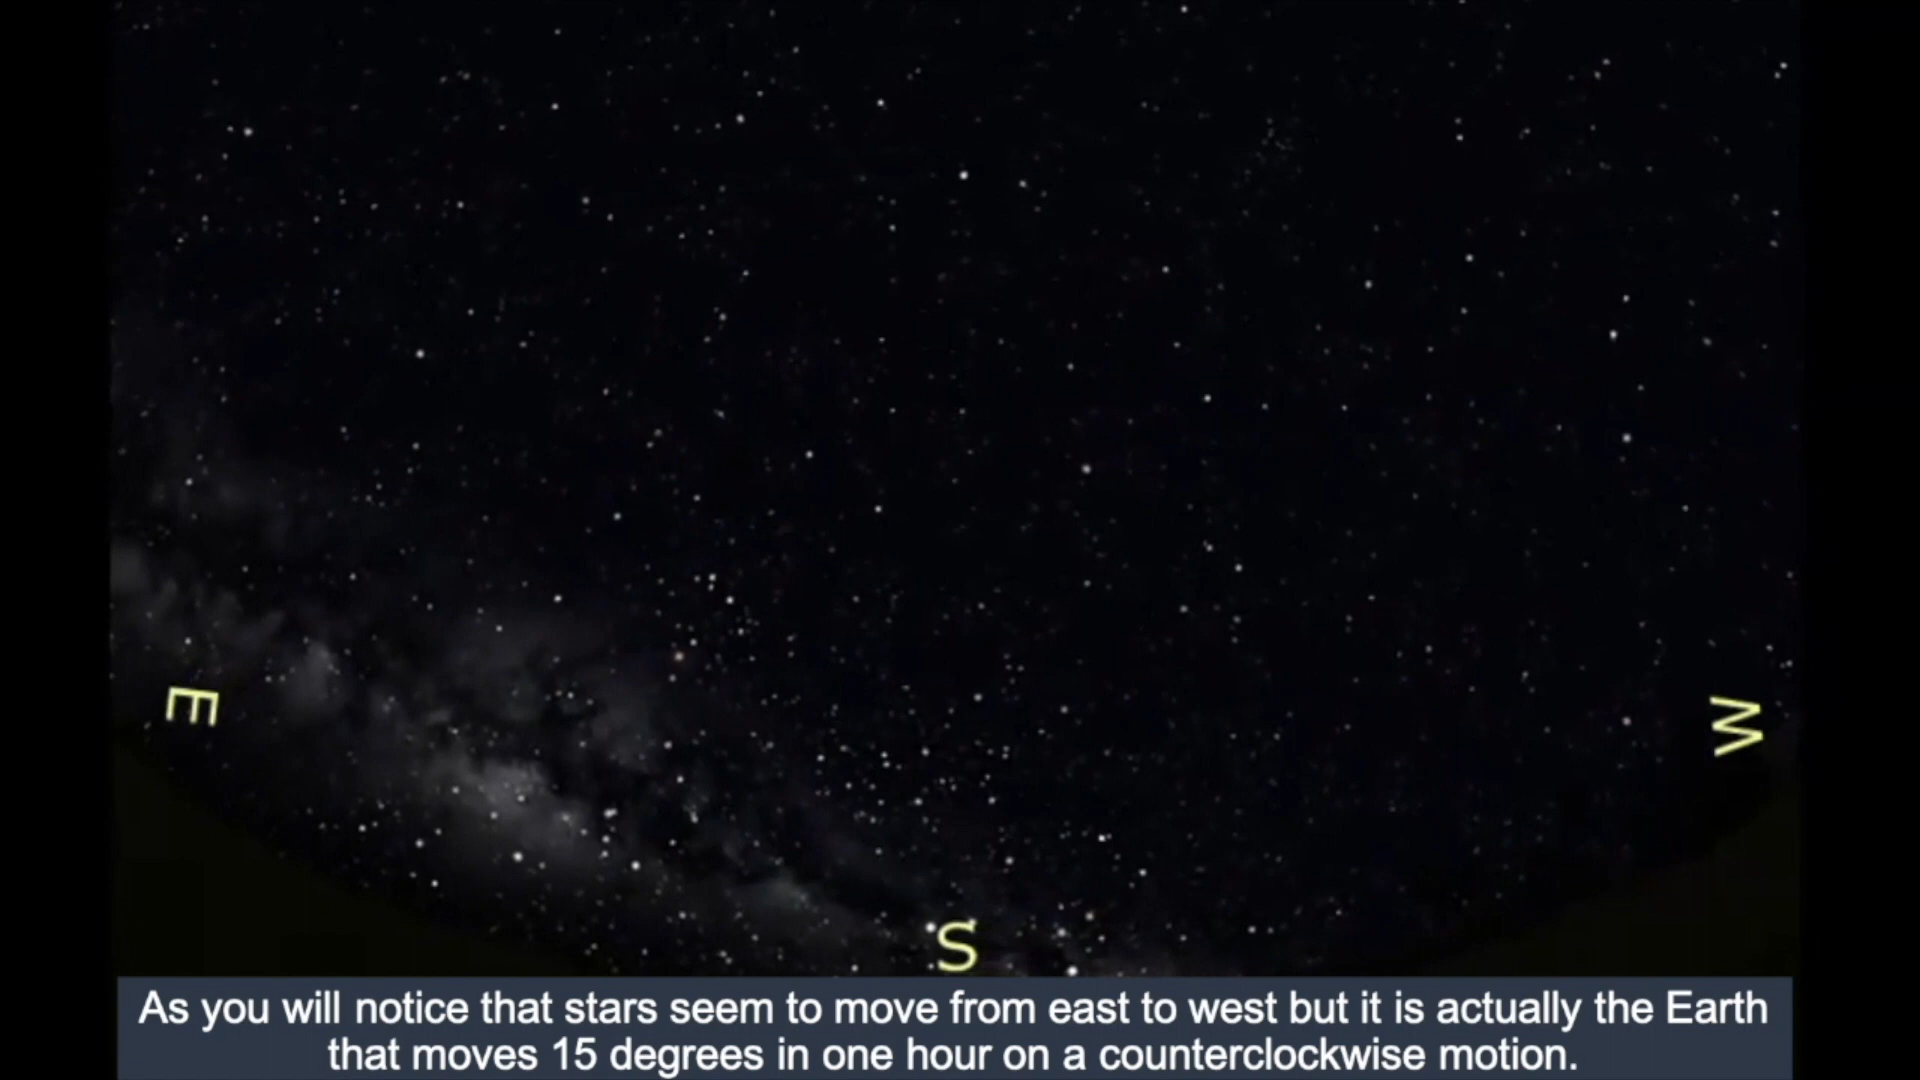 E
W
S
As you will notice that stars seem to move from east to west but it is actually the Earth
that moves 15 degrees in one hour on a counterclockwise motion.